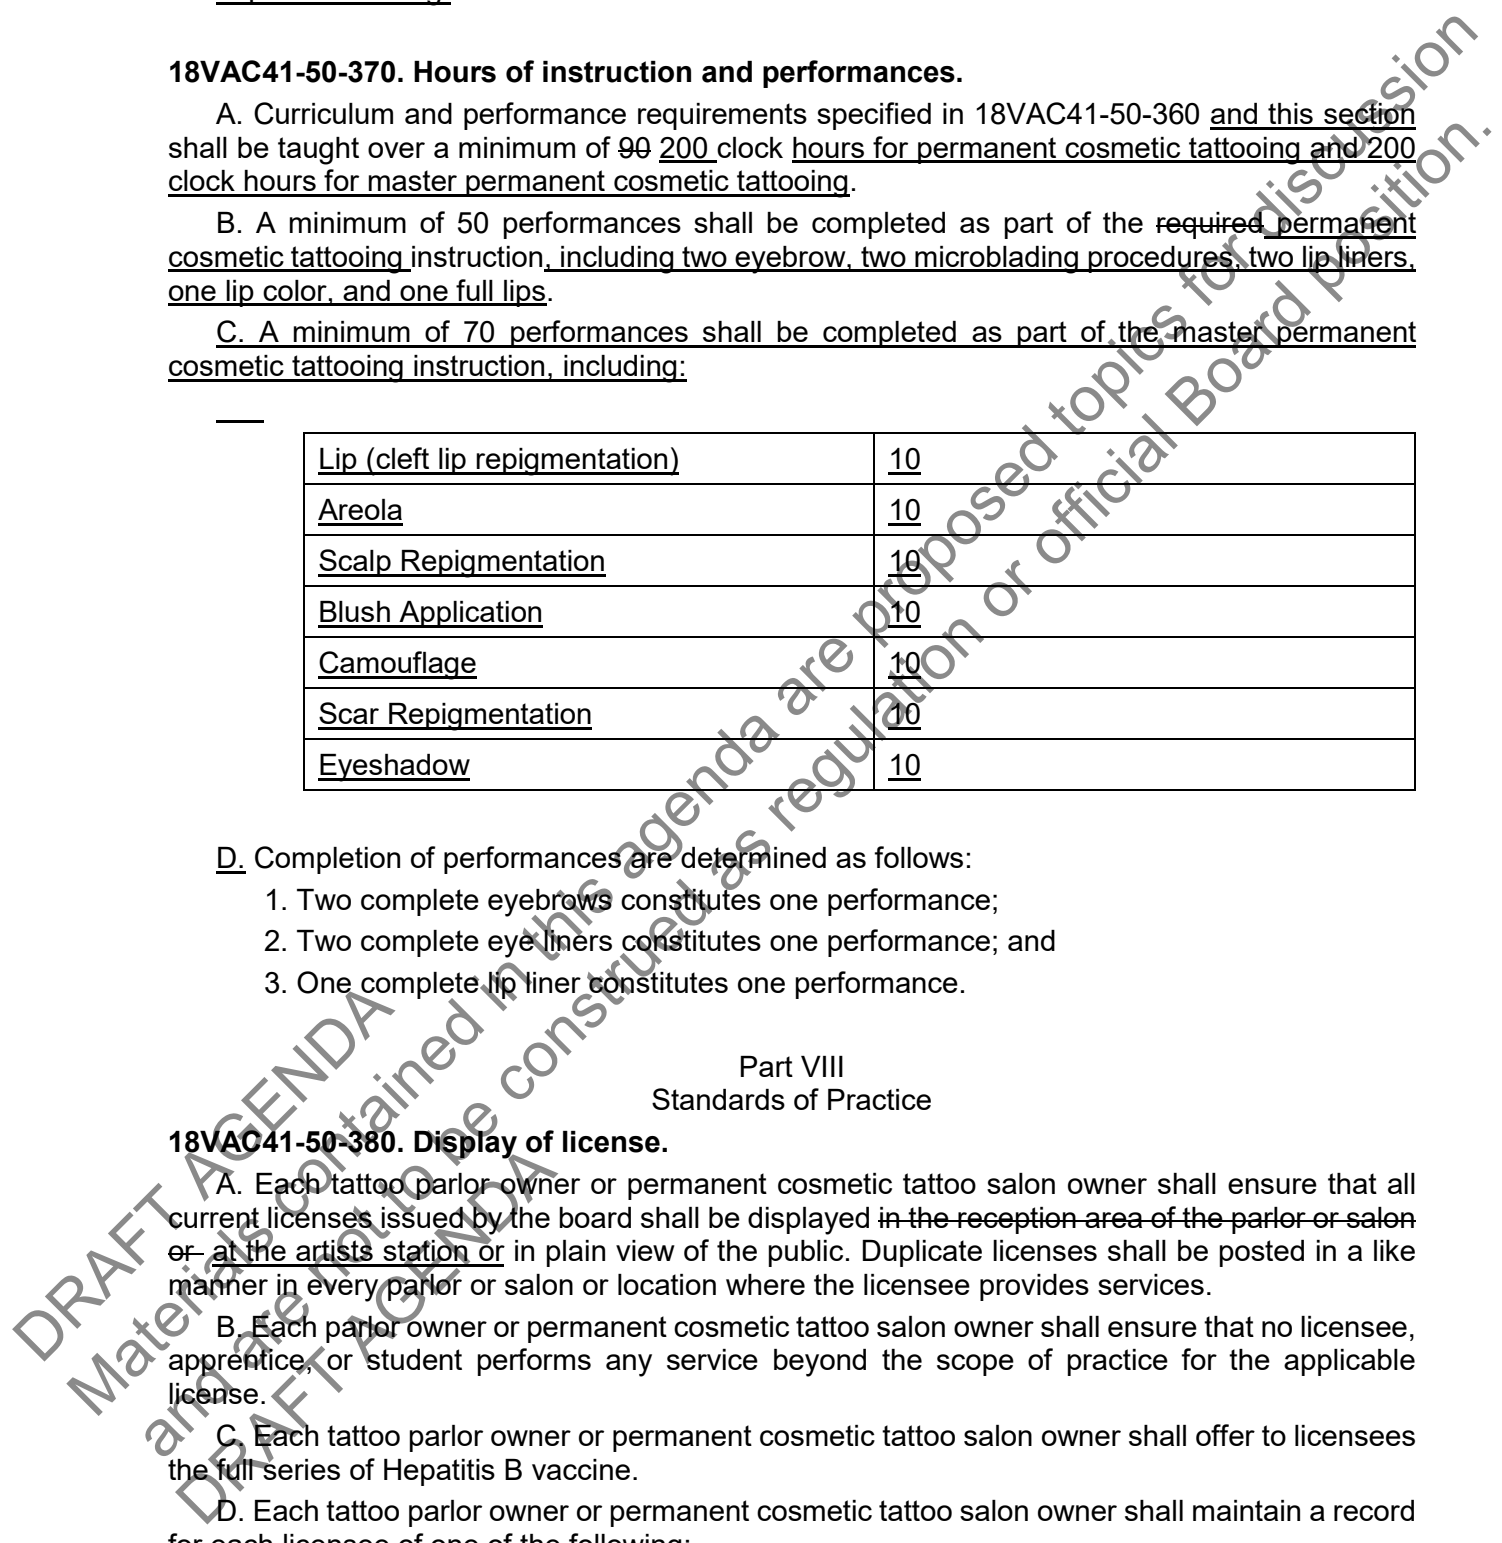 18VAC41-50-370. Hours of instruction and performances.
A. Curriculum and performance requirements specified in 18VAC41-50-360 and this section
shall be taught over a minimum of 90 200 clock hours for permanent cosmetic tattooing and 200
clock hours for master permanent cosmetic tattooing.
B. A minimum of 50 performances shall be completed as part of the required permanent
cosmetic tattooing instruction, including two eyebrow, two microblading procedures, two lip liners,
one lip color, and one full lips.
C. A minimum of 70 performances shall be completed as part of the master permanent
cosmetic tattooing instruction, including:
Lip (cleft lip repigmentation) 10
Areola 10
Scalp Repigmentation 10
Blush Application 10
Camouflage 10
Scar Repigmentation 10
Eyeshadow 10
D. Completion of performances are determined as follows:
1. Two complete eyebrows constitutes one performance;
2. Two complete eye liners constitutes one performance; and
3. One complete lip liner constitutes one performance.
Part VIII
Standards of Practice
18VAC41-50-380. Display of license.
A. Each tattoo parlor owner or permanent cosmetic tattoo salon owner shall ensure that all
current licenses issued by the board shall be displayed in the reception area of the parlor or salon
or at the artists station or in plain view of the public. Duplicate licenses shall be posted in a like
manner in every parlor or salon or location where the licensee provides services.
B. Each parlor owner or permanent cosmetic tattoo salon owner shall ensure that no licensee,
apprentice, or student performs any service beyond the scope of practice for the applicable
license.
C. Each tattoo parlor owner or permanent cosmetic tattoo salon owner shall offer to licensees
the full series of Hepatitis B vaccine.
D. Each tattoo parlor owner or permanent cosmetic tattoo salon owner shall maintain a record
for each licensee of one of the following:
DRAFT AGENDA
Materials contained in this agenda are proposed topics for discussion
and are not to be construed as regulation or official Board position.
DRAFT AGENDA